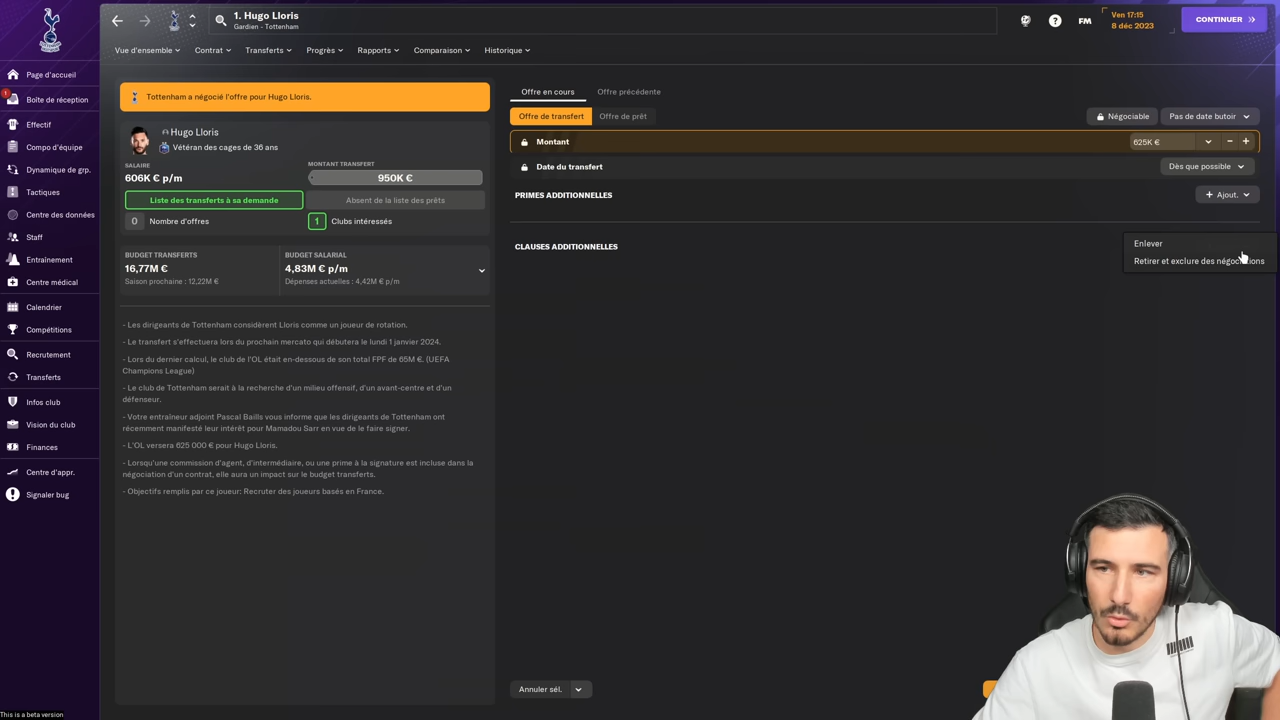 1. Hugo Lloris
Gardien - Tottenham
FM
Ven 17:15
8 déc 2023
CONTINUER
Vue d'ensemble
Contrat
Transferts
Progrès
Rapports
Comparaison
Historique
Page d'accueil
1
Boîte de réception
Effectif
Compo d'équipe
Dynamique de grp.
Tactiques
Centre des données
Staff
Entraînement
Centre médical
Calendrier
Compétitions
Recrutement
Transferts
Infos club
Vision du club
Finances
Centre d'appr.
Signaler bug
This is a beta version
Tottenham a négocié l'offre pour Hugo Lloris.
Hugo Lloris
Vétéran des cages de 36 ans
SALAIRE
606K € p/m
MONTANT TRANSFERT
950K €
Liste des transferts à sa demande
Absent de la liste des prêts
0 Nombre d'offres
1 Clubs intéressés
BUDGET TRANSFERTS
16,77M €
Saison prochaine : 12,22M €
BUDGET SALARIAL
4,83M € p/m
Dépenses actuelles : 4,42M € p/m
- Les dirigeants de Tottenham considèrent Lloris comme un joueur de rotation.
- Le transfert s'effectuera lors du prochain mercato qui débutera le lundi 1 janvier 2024.
- Lors du dernier calcul, le club de l'OL était en-dessous de son total FPF de 65M €. (UEFA
Champions League)
- Le club de Tottenham serait à la recherche d'un milieu offensif, d'un avant-centre et d'un
défenseur.
- Votre entraîneur adjoint Pascal Baills vous informe que les dirigeants de Tottenham ont
récemment manifesté leur intérêt pour Mamadou Sarr en vue de le faire signer.
- L'OL versera 625 000 € pour Hugo Lloris.
- Lorsqu'une commission d'agent, d'intermédiaire, ou une prime à la signature est incluse dans la
négociation d'un contrat, elle aura un impact sur le budget transferts.
- Objectifs remplis par ce joueur: Recruter des joueurs basés en France.
Offre en cours
Offre précédente
Offre de transfert
Offre de prêt
Négociable
Pas de date butoir
Montant
625K €
Date du transfert
Dès que possible
PRIMES ADDITIONNELLES
+ Ajout.
CLAUSES ADDITIONNELLES
Enlever
Retirer et exclure des négociations
Annuler sél.